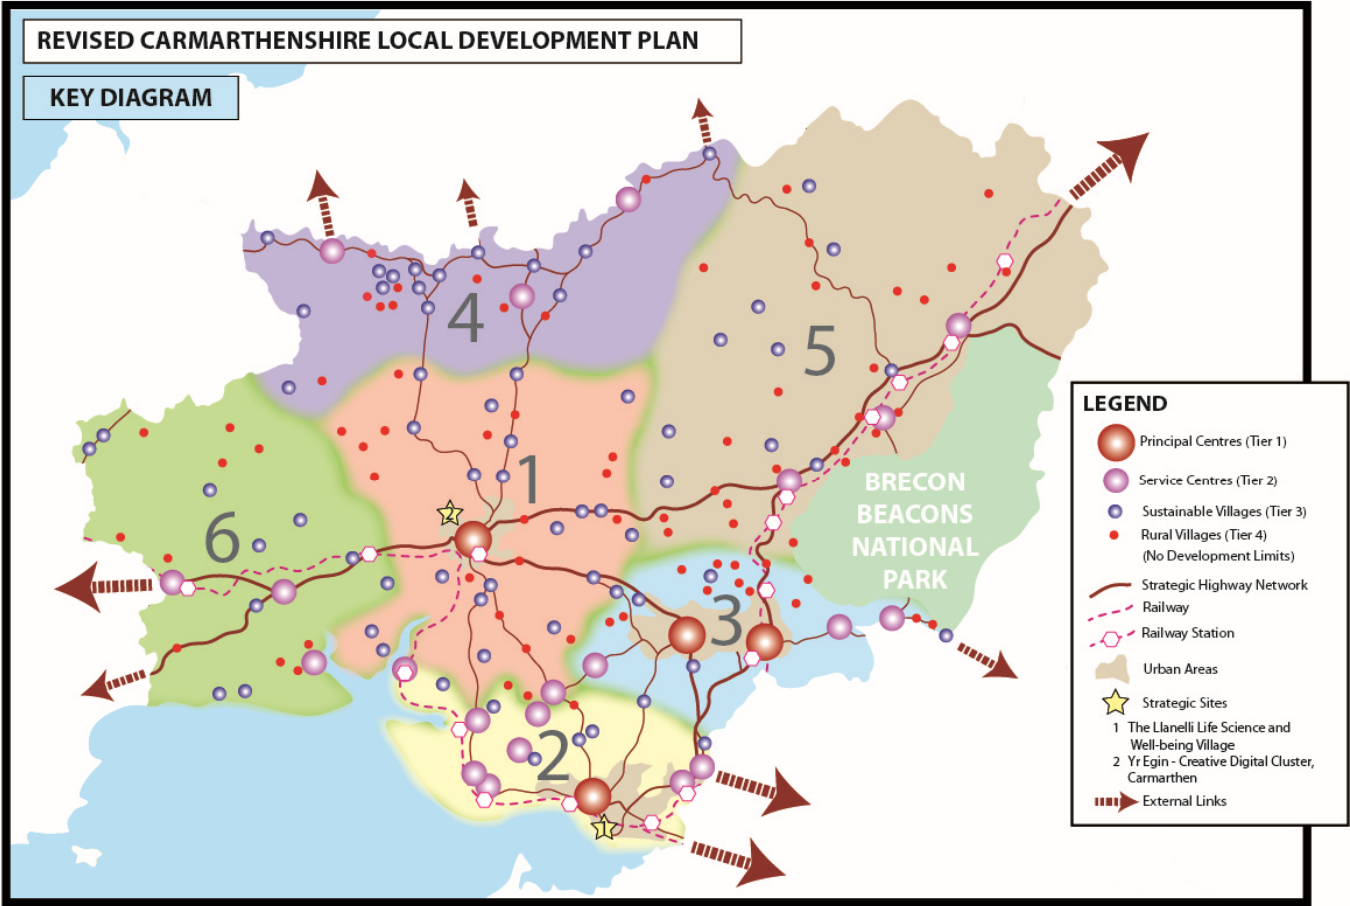 REVISED CARMARTHENSHIRE LOCAL DEVELOPMENT PLAN
KEY DIAGRAM
4
5
1
2
6
BRECON
BEACONS
NATIONAL
PARK
3
2
1
LEGEND
Principal Centres (Tier 1)
Service Centres (Tier 2)
Sustainable Villages (Tier 3)
Rural Villages (Tier 4)
(No Development Limits)
Strategic Highway Network
Railway
Railway Station
Urban Areas
Strategic Sites
1 The Llanelli Life Science and
Well-being Village
2 Yr Egin - Creative Digital Cluster,
Carmarthen
External Links